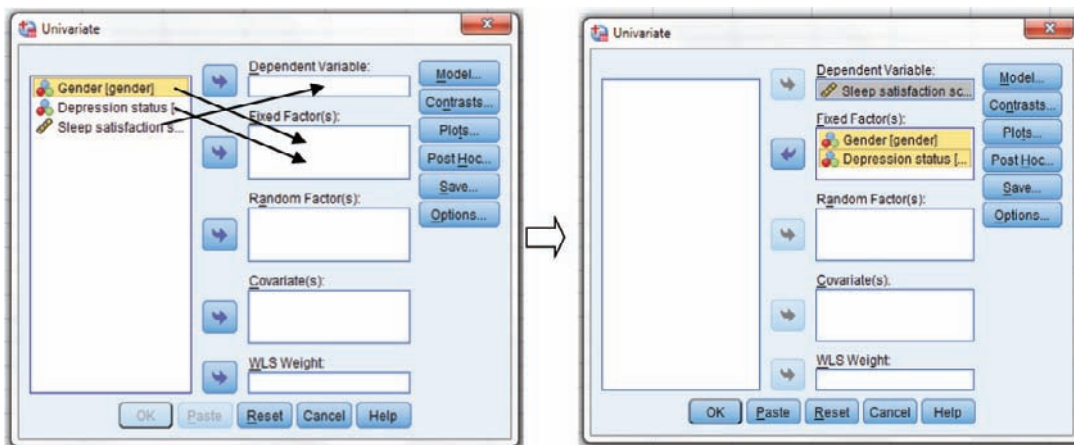 Univariate
Gender [gender]
Depression status [
Sleep satisfaction s...
Dependent Variable:
Fixed Factor(s):
Random Factor(s):
Covariate(s):
WLS Weight:
Model...
Contrasts...
Plots...
Post Hoc...
Save...
Options...
OK
Paste
Reset
Cancel
Help
Univariate
Dependent Variable:
Sleep satisfaction sc...
Fixed Factor(s):
Gender [gender]
Depression status [...
Random Factor(s):
Covariate(s):
WLS Weight:
Model...
Contrasts...
Plots...
Post Hoc...
Save...
Options...
OK
Paste
Reset
Cancel
Help